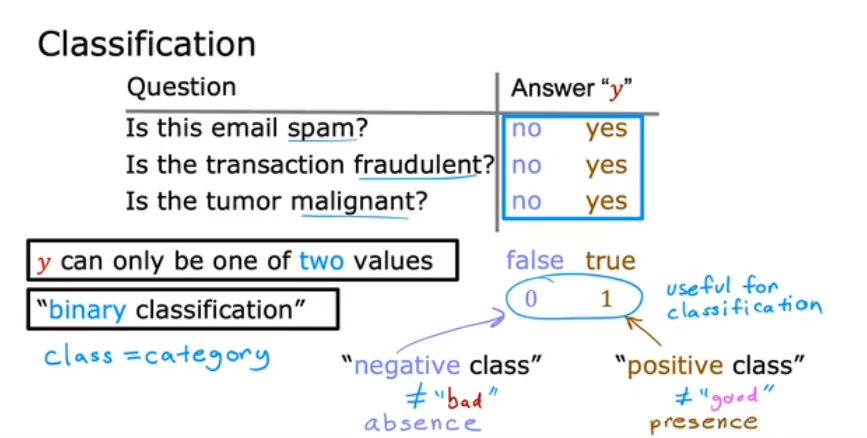 Classification
Question Answer “y”
Is this email spam? no yes
Is the transaction fraudulent? no yes
Is the tumor malignant? no yes
y can only be one of two values
false true
“binary classification”
0 1
useful for
classification
class = category
“negative class” “positive class”
≠ "bad" ≠ "good"
absence presence